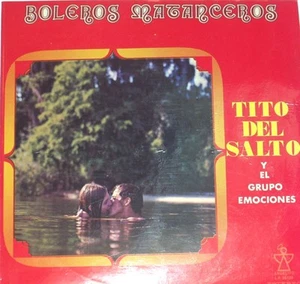 BOLEROS MATANCEROS
TITO
DEL
SALTO
Y
EL
GRUPO
EMOCIONES